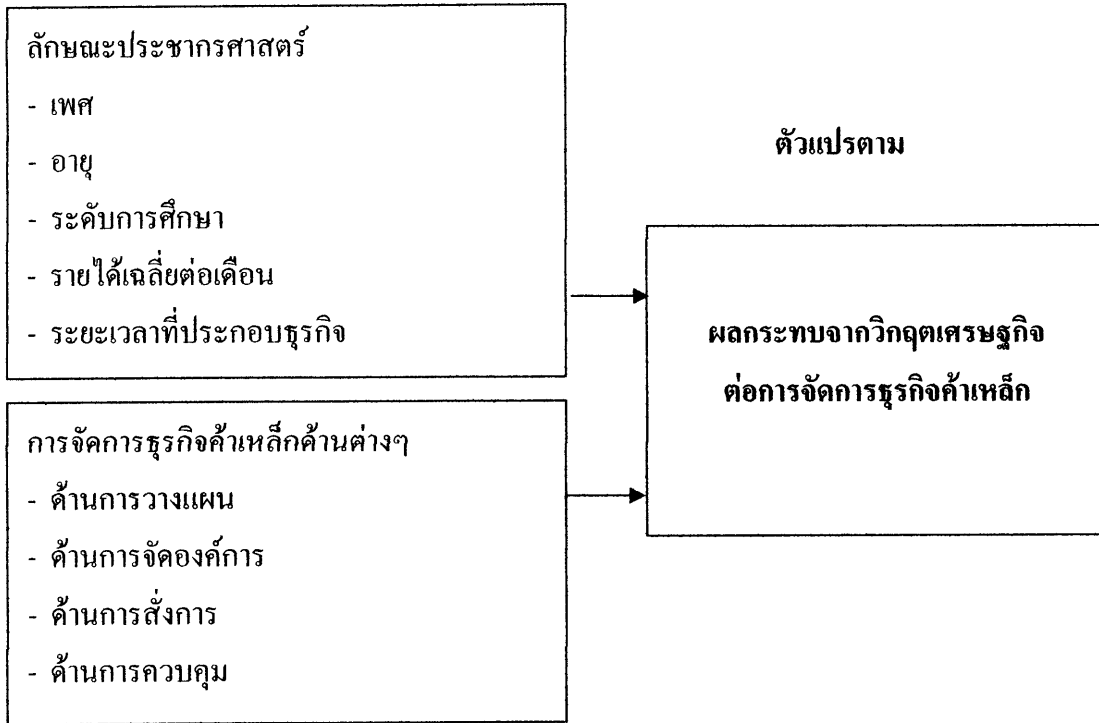 ลักษณะประชากรศาสตร์
- เพศ
- อายุ
- ระดับการศึกษา
- รายได้เฉลี่ยต่อเดือน
- ระยะเวลาที่ประกอบธุรกิจ
การจัดการธุรกิจค้าเหล็กด้านต่างๆ
- ด้านการวางแผน
- ด้านการจัดองค์การ
- ด้านการสั่งการ
- ด้านการควบคุม
ตัวแปรตาม
ผลกระทบจากวิกฤตเศรษฐกิจ
ต่อการจัดการธุรกิจค้าเหล็ก